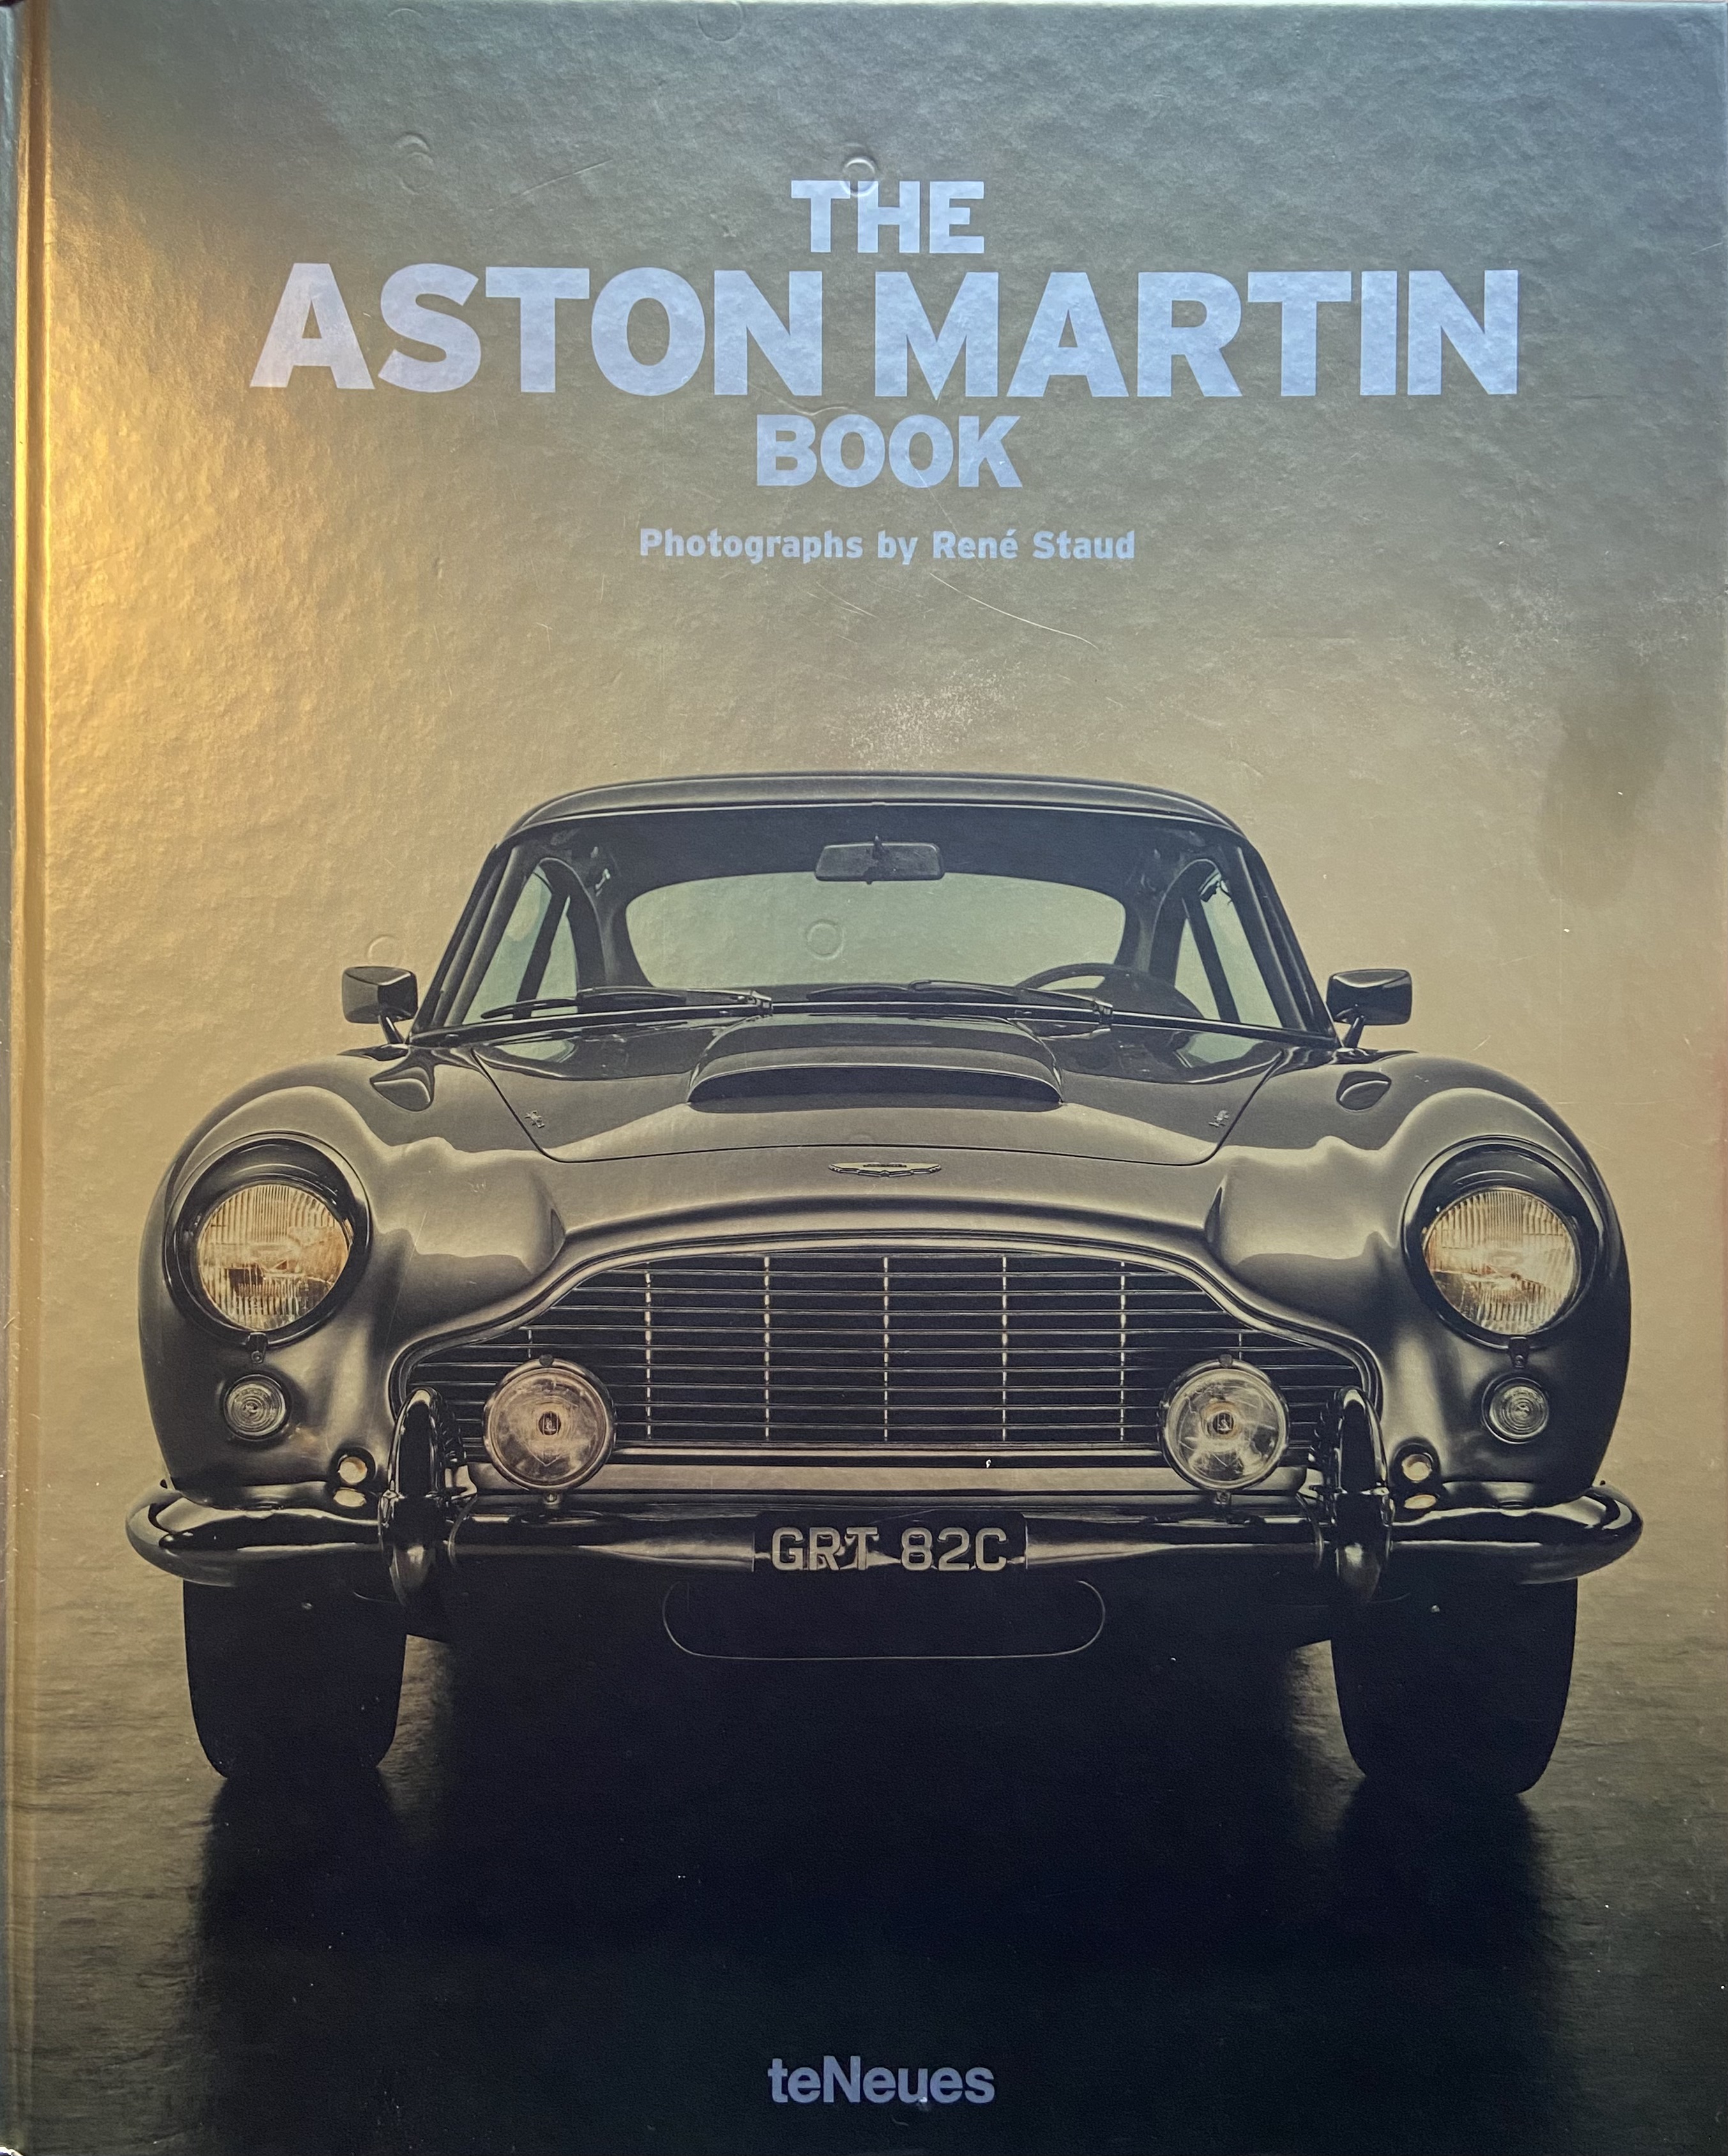 THE
ASTON MARTIN
BOOK
Photographs by René Staud
GRT 82C
teNeues